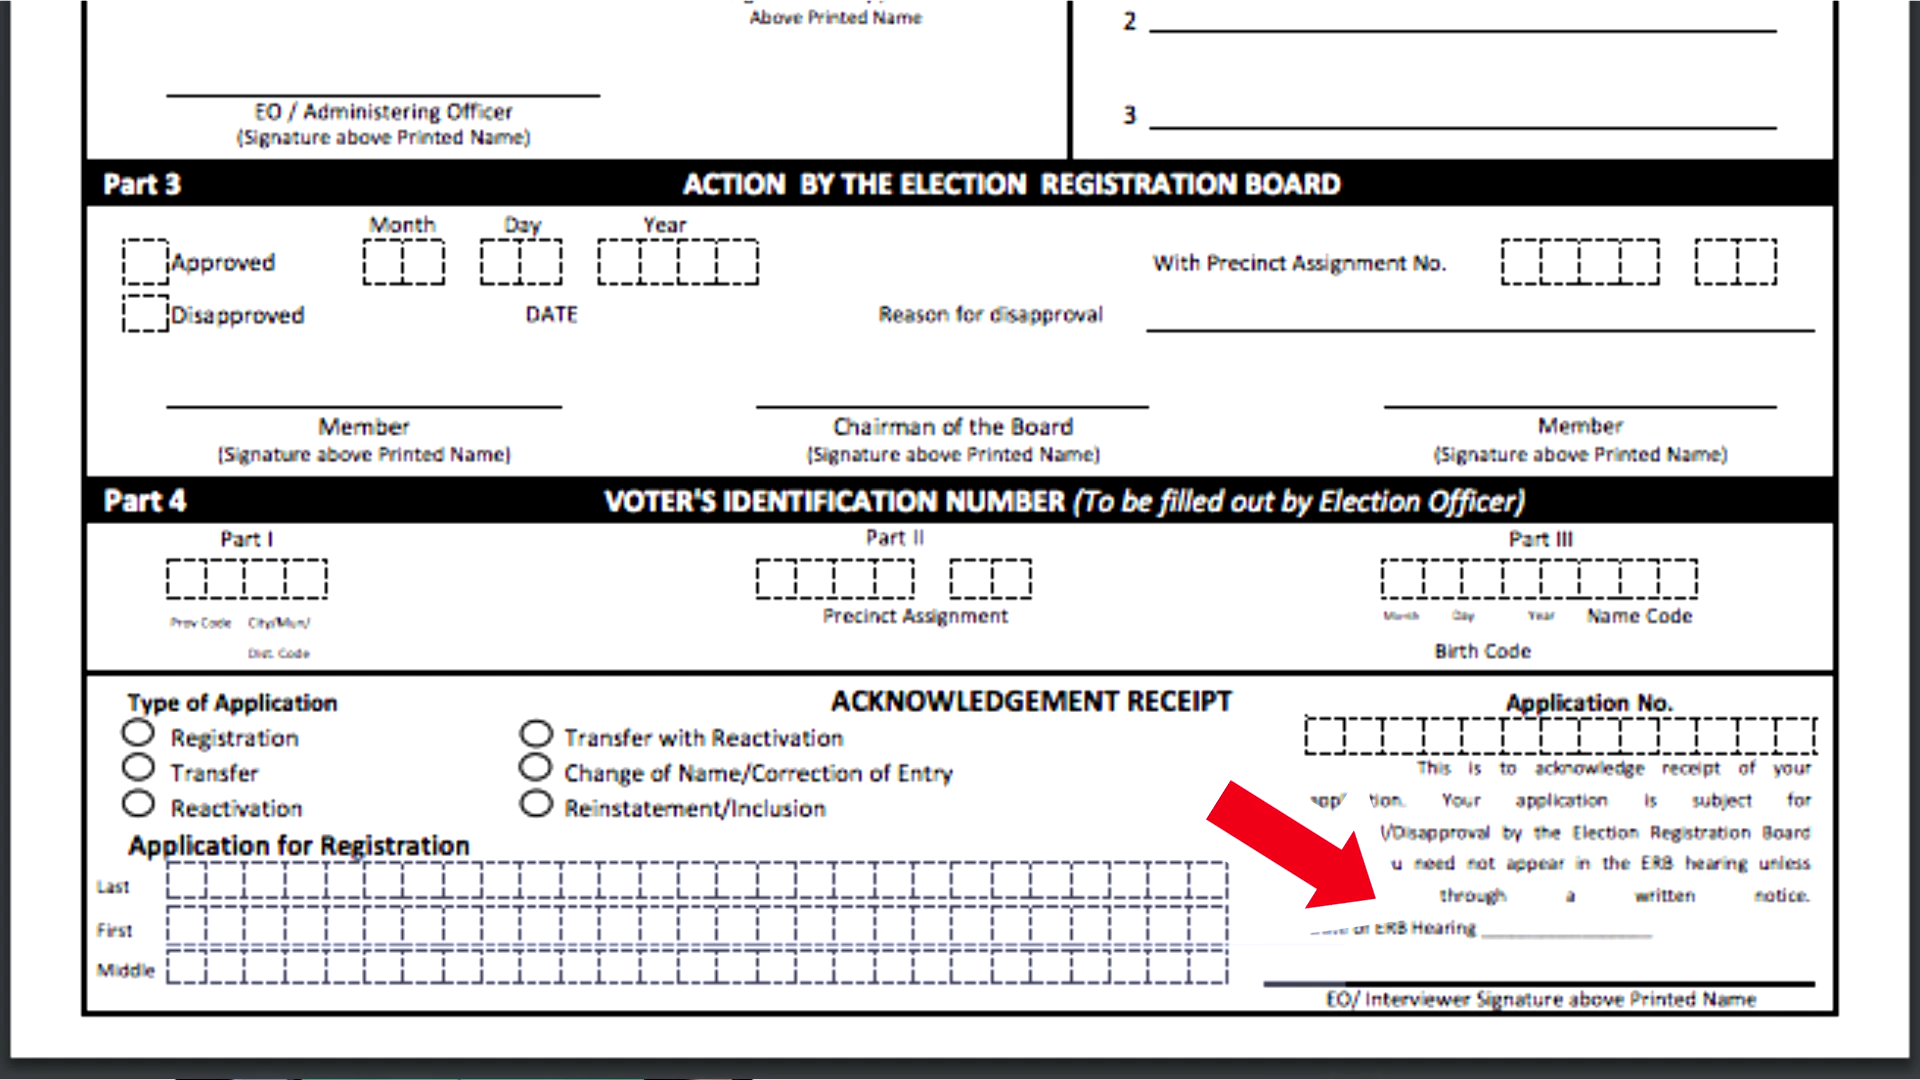 Above Printed Name
2
EO / Administering Officer
(Signature above Printed Name)
3
Part 3 ACTION BY THE ELECTION REGISTRATION BOARD
Month Day Year
Approved With Precinct Assignment No.
Disapproved DATE Reason for disapproval
Member Chairman of the Board Member
(Signature above Printed Name) (Signature above Printed Name) (Signature above Printed Name)
Part 4 VOTER'S IDENTIFICATION NUMBER (To be filled out by Election Officer)
Part I Part II Part III
Prov Code City/Mun/ Precinct Assignment Month Day Year Name Code
Dist. Code Birth Code
Type of Application ACKNOWLEDGEMENT RECEIPT Application No.
Registration Transfer with Reactivation
Transfer Change of Name/Correction of Entry
Reactivation Reinstatement/Inclusion
This is to acknowledge receipt of your
tion. Your application is subject for
/Disapproval by the Election Registration Board
u need not appear in the ERB hearing unless
through a written notice.
of ERB Hearing
Application for Registration
Last
First
Middle
EO/ Interviewer Signature above Printed Name